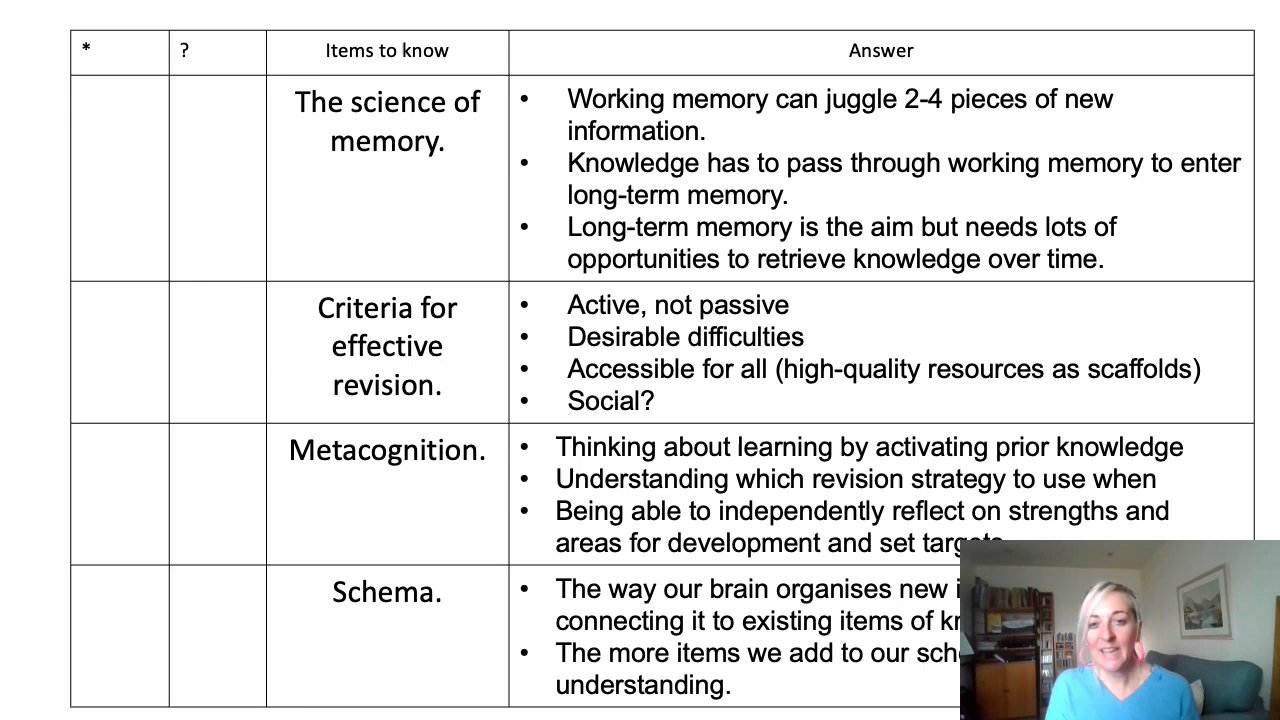 * ? Items to know Answer
The science of
memory.
• Working memory can juggle 2-4 pieces of new
information.
• Knowledge has to pass through working memory to enter
long-term memory.
• Long-term memory is the aim but needs lots of
opportunities to retrieve knowledge over time.
Criteria for
effective
revision.
• Active, not passive
• Desirable difficulties
• Accessible for all (high-quality resources as scaffolds)
• Social?
Metacognition.
• Thinking about learning by activating prior knowledge
• Understanding which revision strategy to use when
• Being able to independently reflect on strengths and
areas for development and set targets
Schema.
• The way our brain organises new
connecting it to existing items of
• The more items we add to our
understanding.